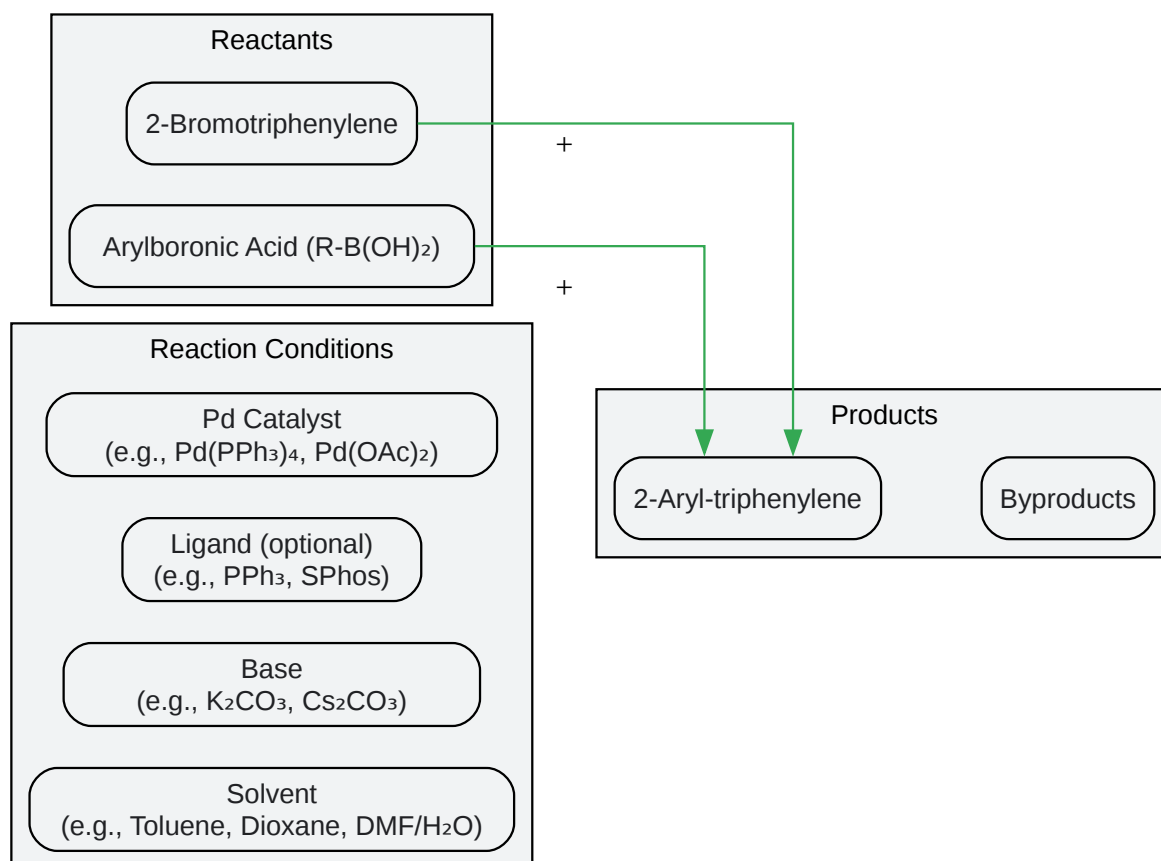 Reactants
2-Bromotriphenylene
+
Arylboronic Acid (R-B(OH)₂)
+
Reaction Conditions
Pd Catalyst
(e.g., Pd(PPh₃)₄, Pd(OAc)₂)
Ligand (optional)
(e.g., PPh₃, SPhos)
Base
(e.g., K₂CO₃, Cs₂CO₃)
Solvent
(e.g., Toluene, Dioxane, DMF/H₂O)
Products
2-Aryl-triphenylene
Byproducts